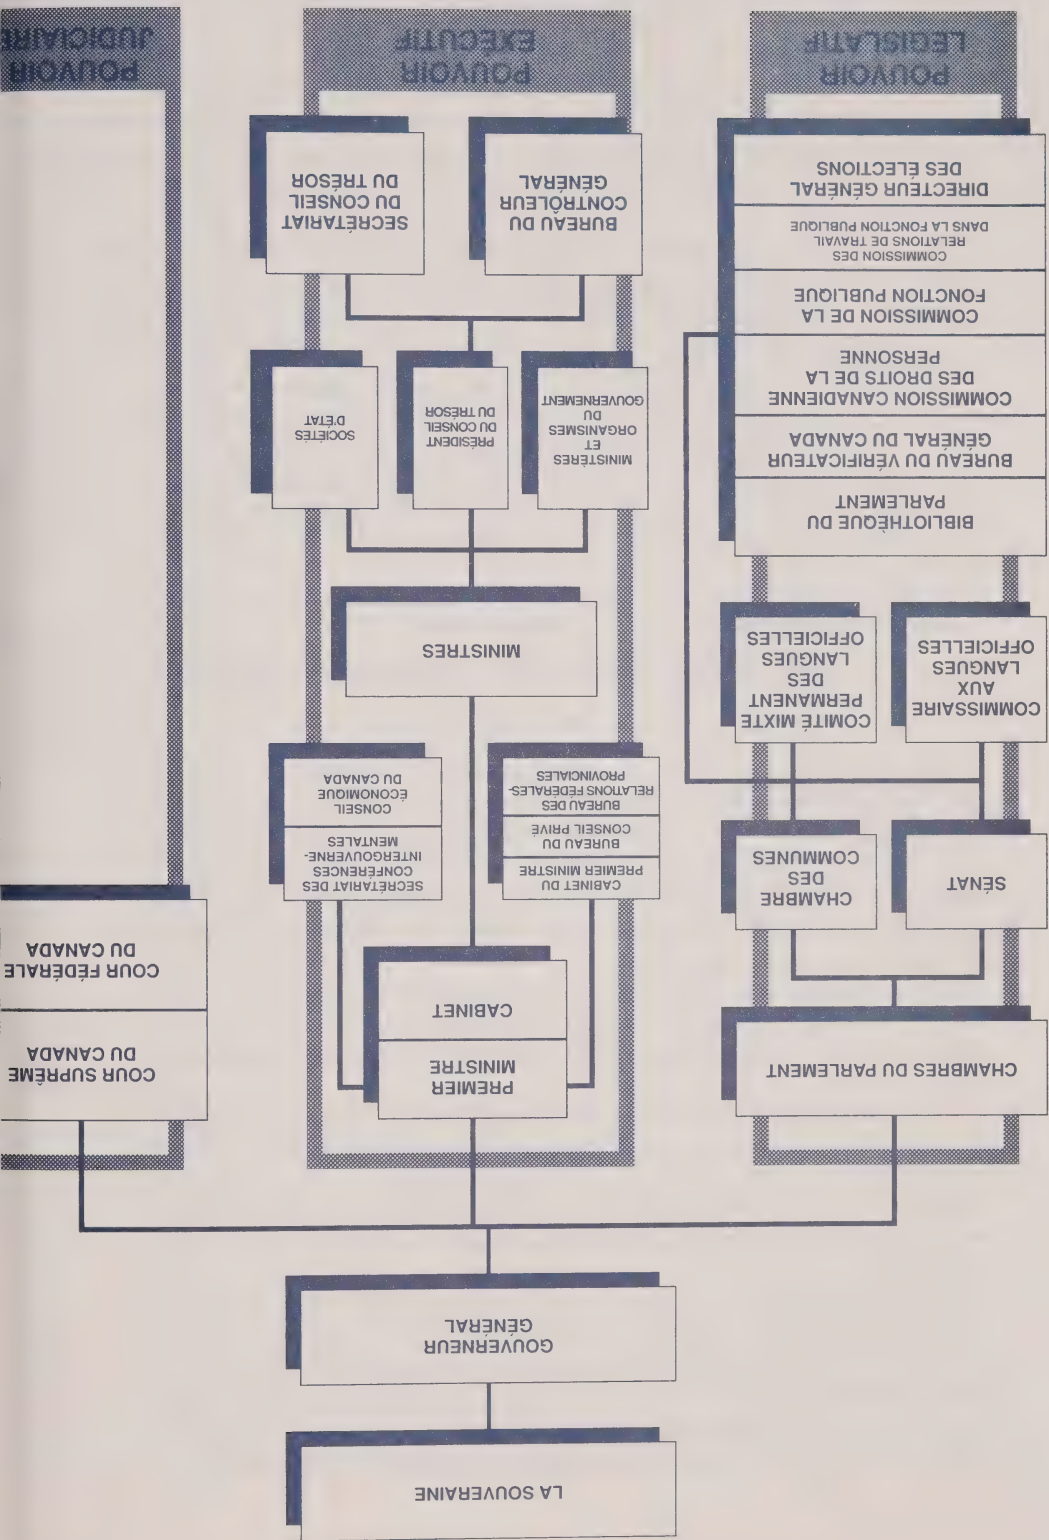 LA SOUVERAINE
GOUVERNEUR
GÉNÉRAL
CHAMBRES DU PARLEMENT
SÉNAT
CHAMBRE
DES
COMMUNES
COMMISSAIRE
AUX
LANGUES
OFFICIELLES
COMITÉ MIXTE
PERMANENT
DES
LANGUES
OFFICIELLES
BIBLIOTHÈQUE DU
PARLEMENT
BUREAU DU VÉRIFICATEUR
GÉNÉRAL DU CANADA
COMMISSION CANADIENNE
DES DROITS DE LA
PERSONNE
COMMISSION DE LA
FONCTION PUBLIQUE
COMMISSION DES
RELATIONS DE TRAVAIL
DANS LA FONCTION PUBLIQUE
DIRECTEUR GÉNÉRAL
DES ÉLECTIONS
POUVOIR
LEGISLATIF
PREMIER
MINISTRE
CABINET
CABINET DU
PREMIER MINISTRE
BUREAU DU
CONSEIL PRIVÉ
BUREAU DES
RELATIONS FÉDÉRALES-
PROVINCIALES
SECRÉTARIAT DES
CONFÉRENCES
INTERGOUVERNE-
MENTALES
CONSEIL
ÉCONOMIQUE
DU CANADA
MINISTRES
MINISTÈRES
ET
ORGANISMES
DU
GOUVERNEMENT
PRÉSIDENT
DU CONSEIL
DU TRÉSOR
SOCIÉTÉS
D'ÉTAT
BUREAU DU
CONTRÔLEUR
GÉNÉRAL
SECRÉTARIAT
DU CONSEIL
DU TRÉSOR
POUVOIR
EXECUTIF
COUR SUPRÊME
DU CANADA
COUR FÉDÉRALE
DU CANADA
POUVOIR
JUDICIAIRE